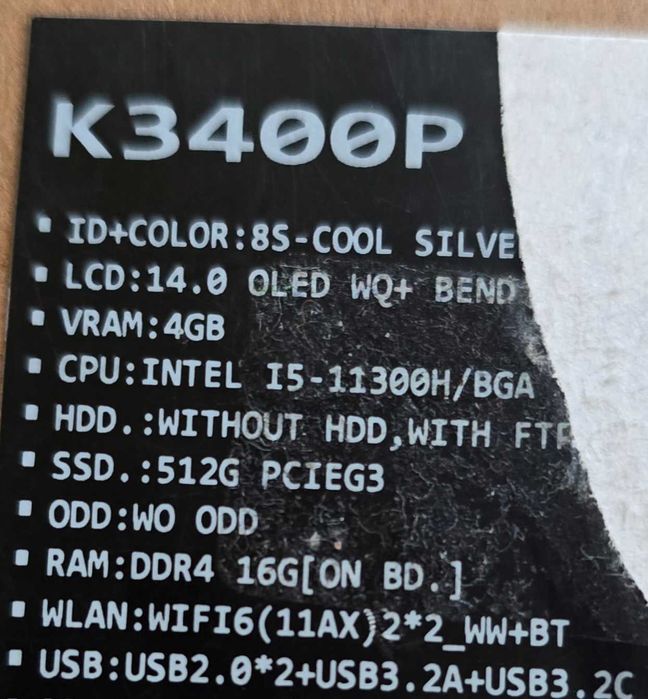 K3400P
▪ ID+COLOR:8S-COOL SILVE
▪ LCD:14.0 OLED WQ+ BEND
▪ VRAM:4GB
▪ CPU:INTEL I5-11300H/BGA
▪ HDD.:WITHOUT HDD,WITH FTP
▪ SSD.:512G PCIEG3
▪ ODD:WO ODD
▪ RAM:DDR4 16G[ON BD.]
▪ WLAN:WIFI6(11AX)2*2_WW+BT
▪ USB:USB2.0*2+USB3.2A+USB3.2C